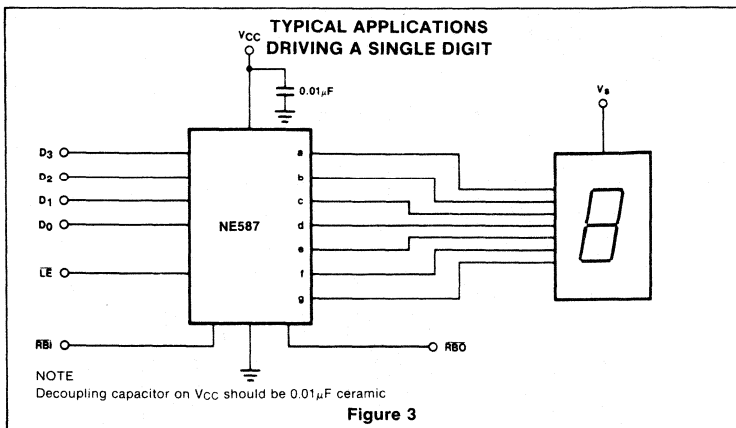 TYPICAL APPLICATIONS
DRIVING A SINGLE DIGIT
VCC
0.01μF
Vs
D3
D2
D1
D0
LE
RBI
NE587
a
b
c
d
e
f
g
RBO
NOTE
Decoupling capacitor on VCC should be 0.01μF ceramic
Figure 3